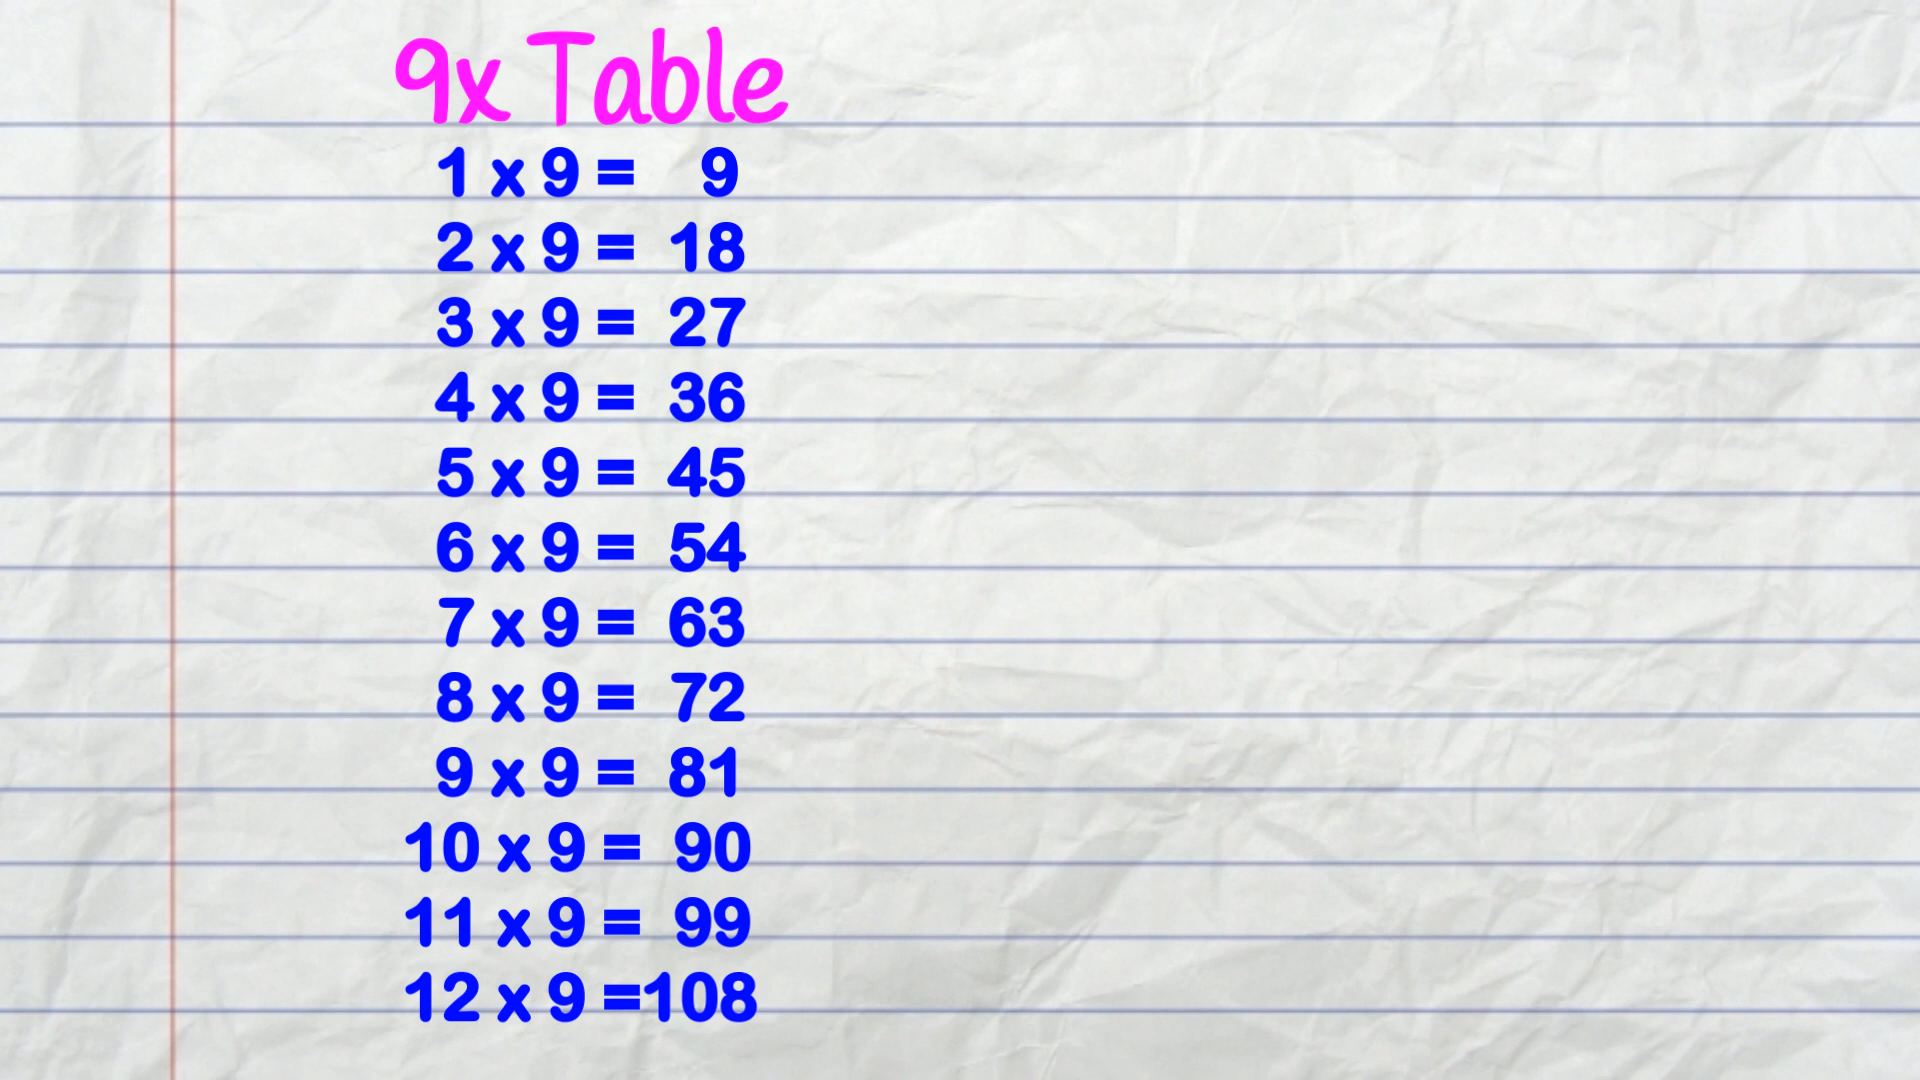 9x Table
1 x 9 = 9
2 x 9 = 18
3 x 9 = 27
4 x 9 = 36
5 x 9 = 45
6 x 9 = 54
7 x 9 = 63
8 x 9 = 72
9 x 9 = 81
10 x 9 = 90
11 x 9 = 99
12 x 9 =108